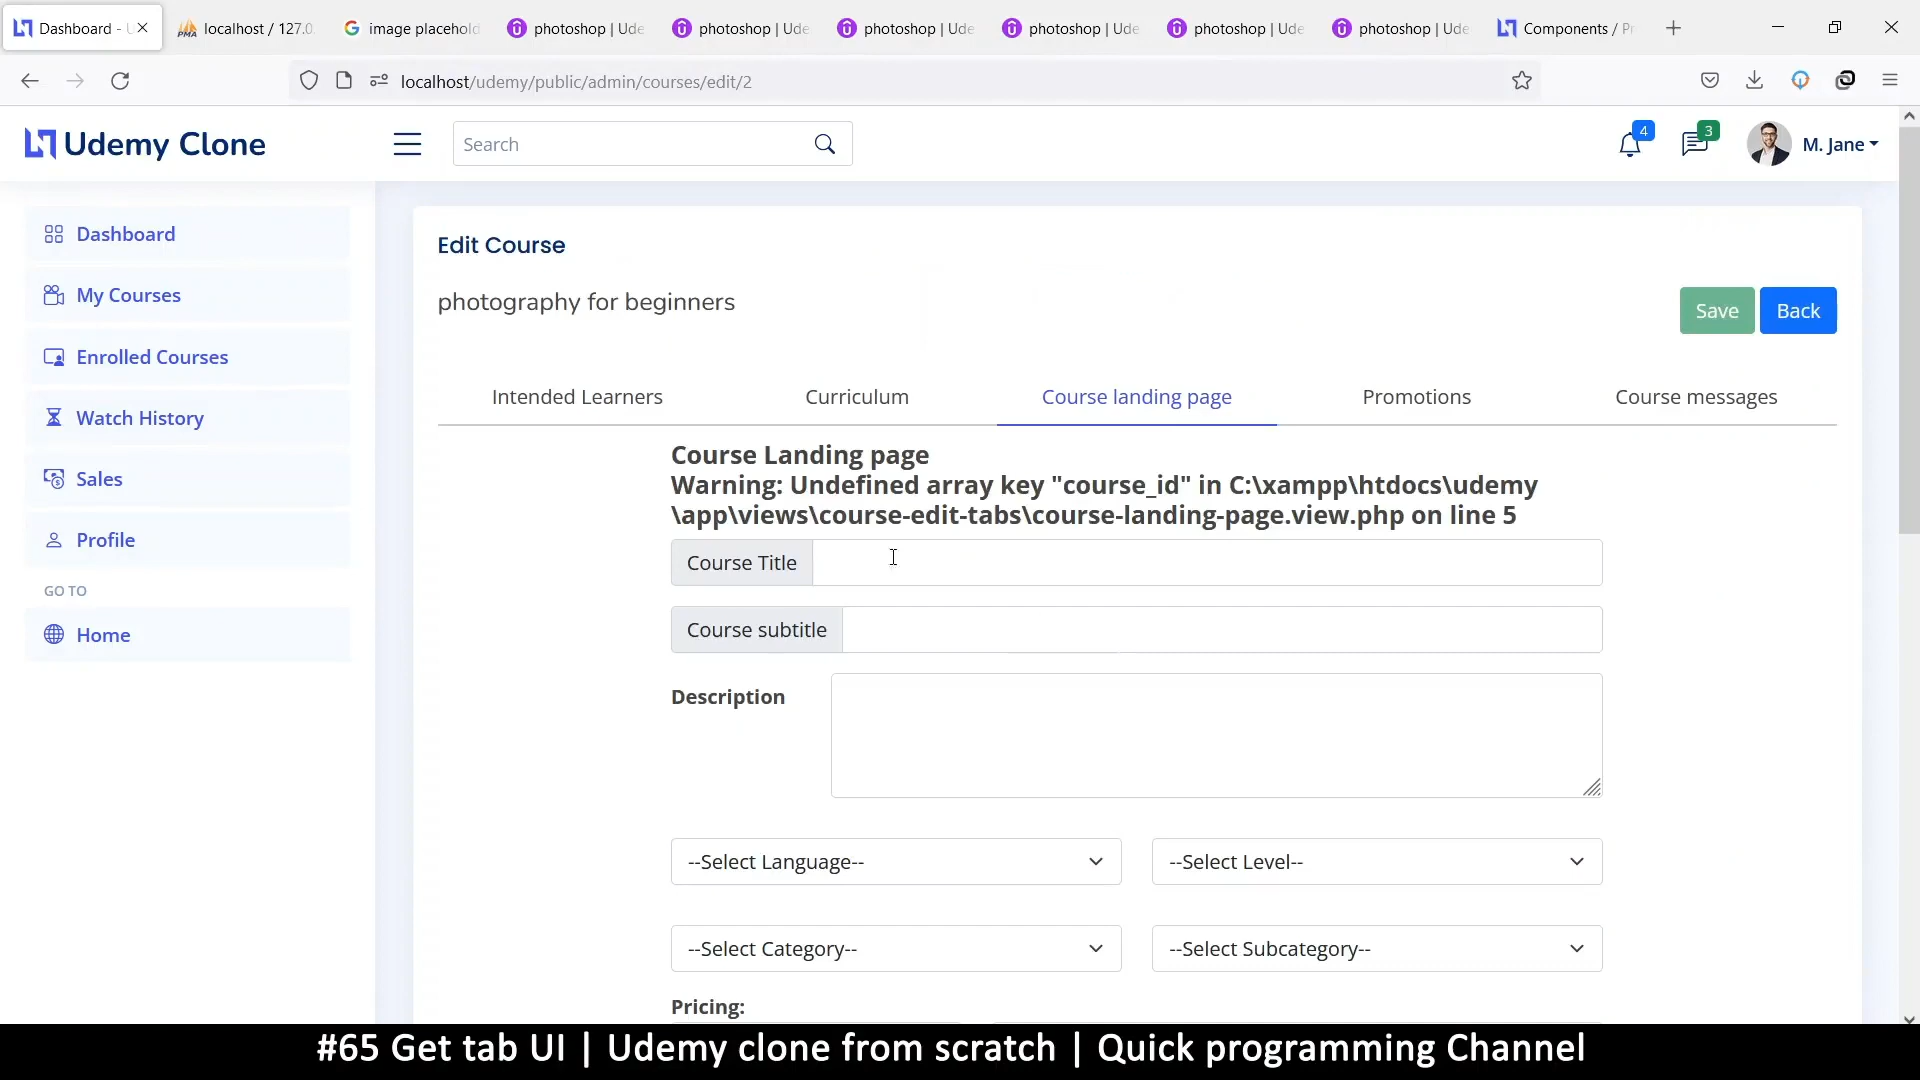 Dashboard - U
localhost / 127.0.
image placehold
photoshop | Ude
photoshop | Ude
photoshop | Ude
photoshop | Ude
photoshop | Ude
photoshop | Ude
Components / Pr
localhost/udemy/public/admin/courses/edit/2
Udemy Clone
Search
4
3
M. Jane
Dashboard
My Courses
Enrolled Courses
Watch History
Sales
Profile
GO TO
Home
Edit Course
photography for beginners
Save
Back
Intended Learners
Curriculum
Course landing page
Promotions
Course messages
Course Landing page
Warning: Undefined array key "course_id" in C:\xampp\htdocs\udemy
\app\views\course-edit-tabs\course-landing-page.view.php on line 5
Course Title
Course subtitle
Description
--Select Language--
--Select Level--
--Select Category--
--Select Subcategory--
Pricing:
#65 Get tab UI | Udemy clone from scratch | Quick programming Channel